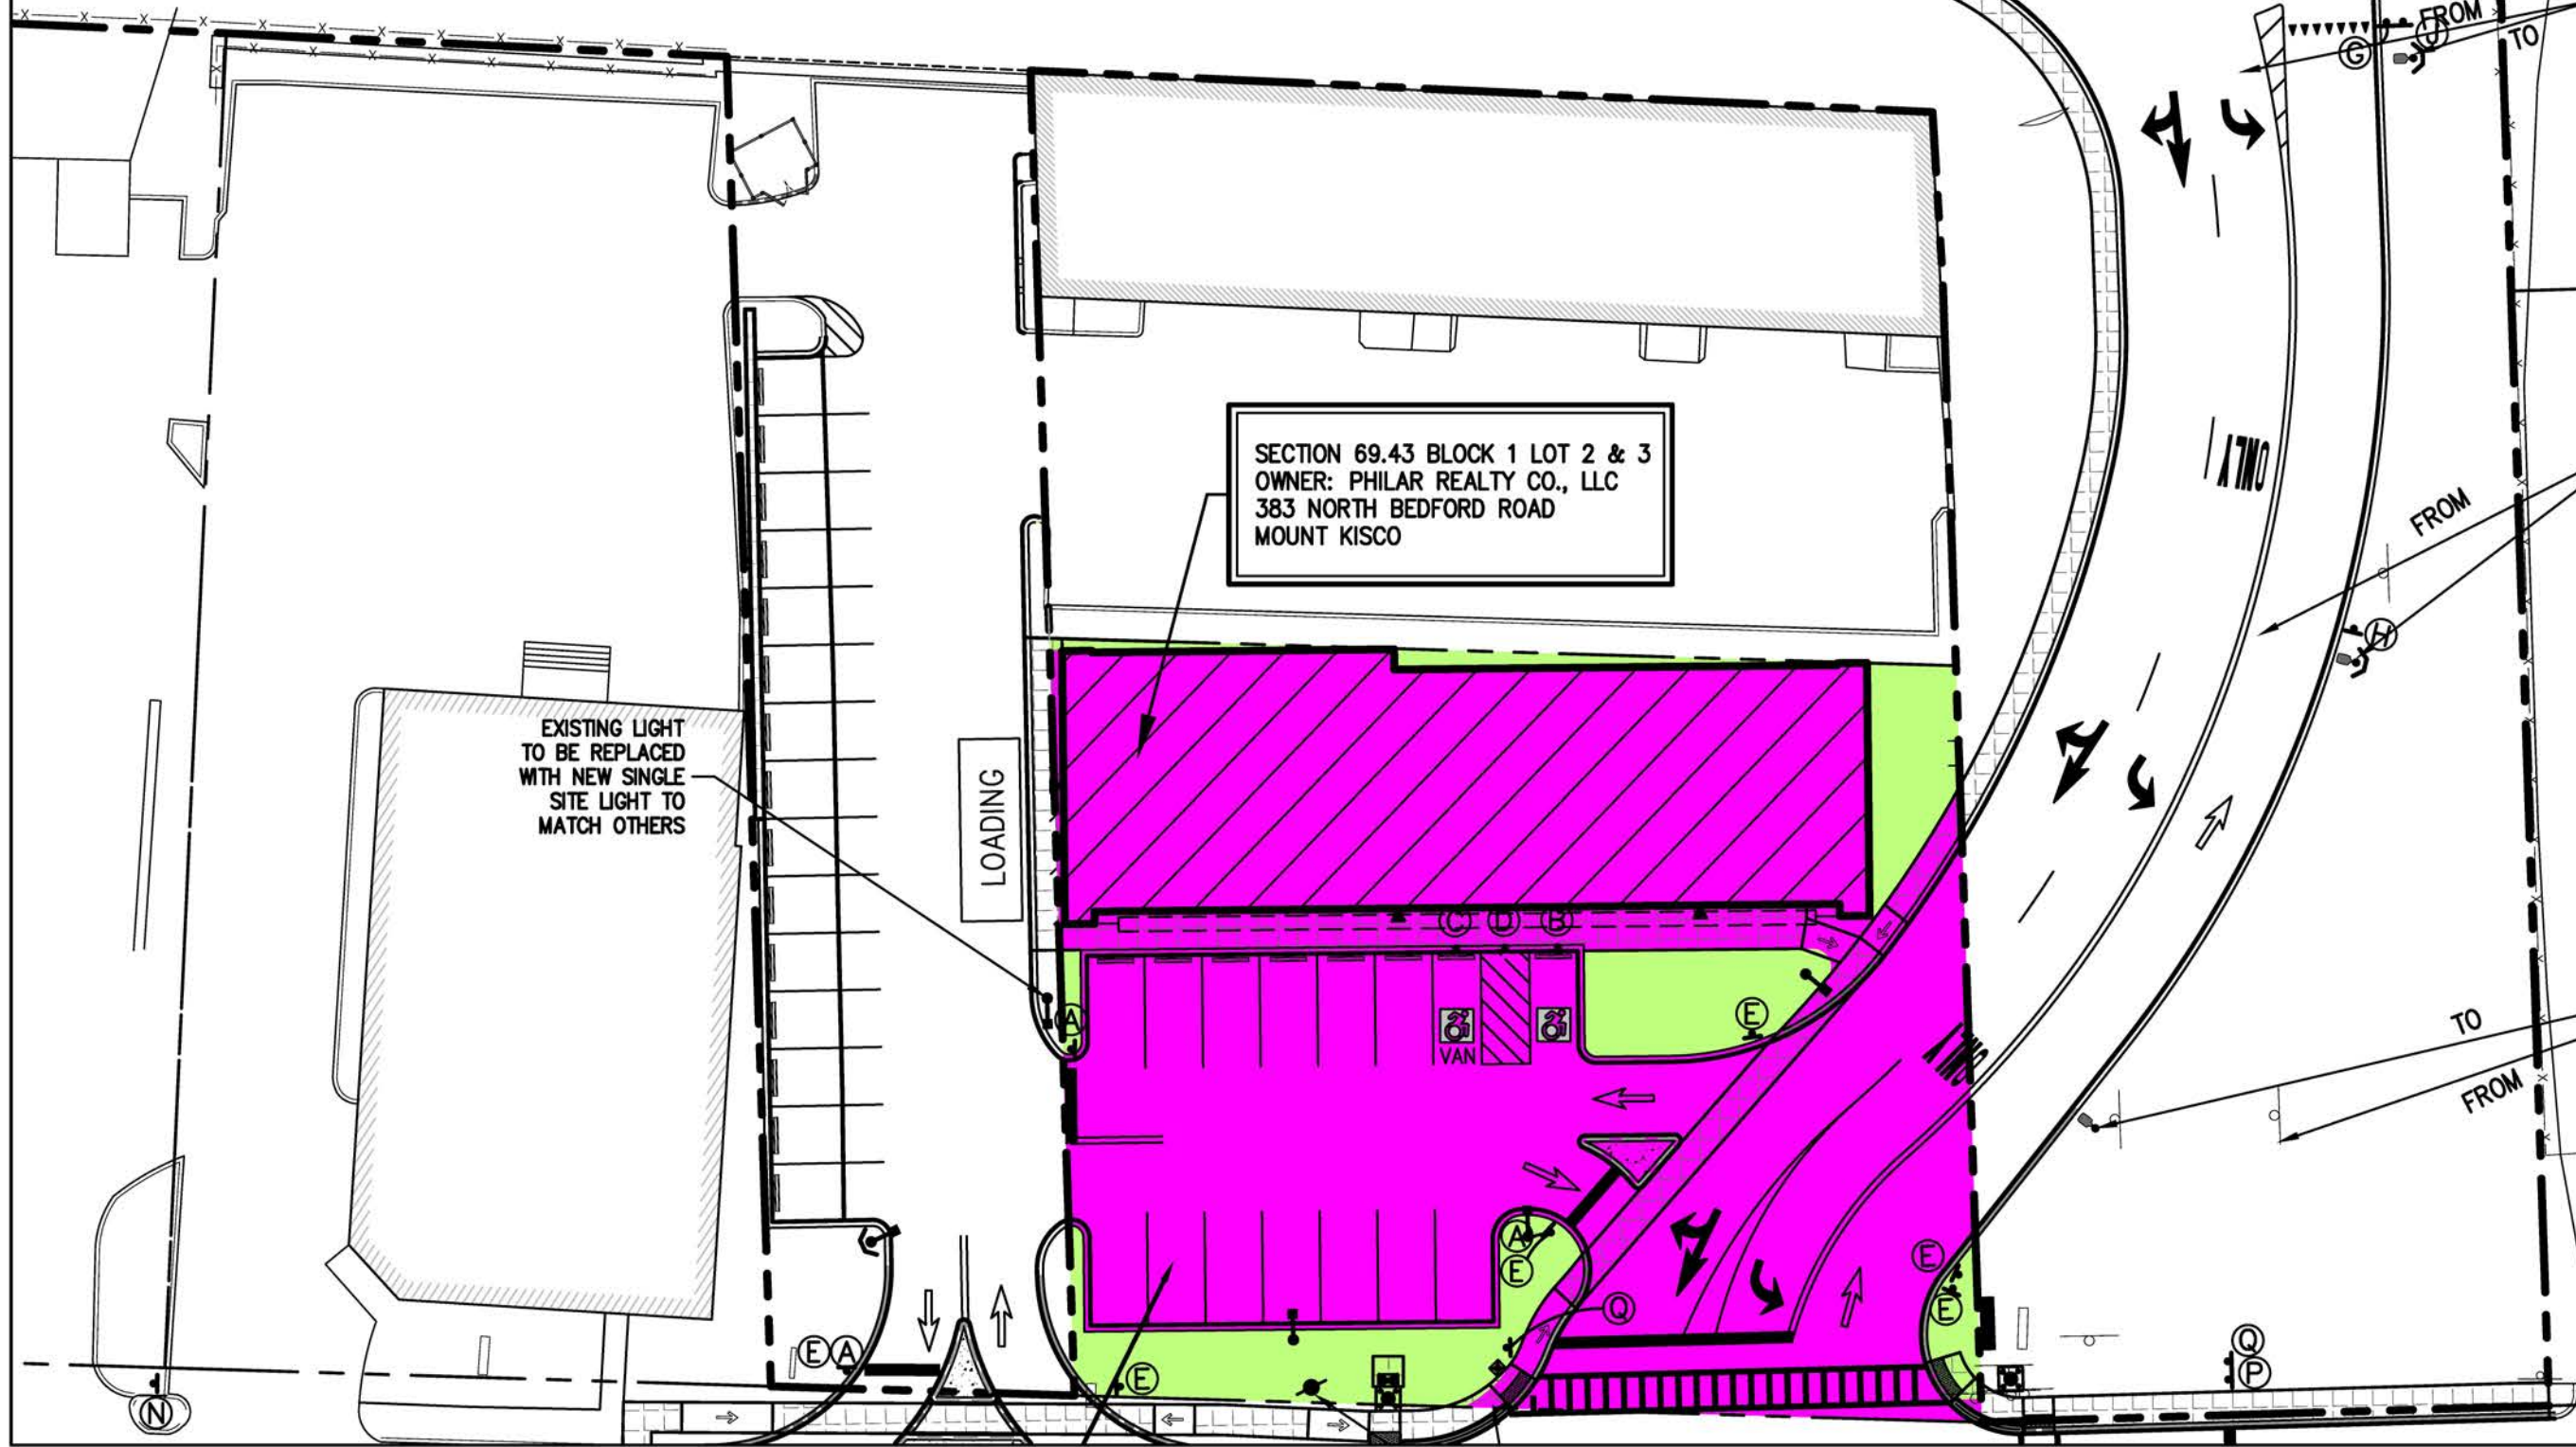 FROM
TO
G
J
SECTION 69.43 BLOCK 1 LOT 2 & 3
OWNER: PHILAR REALTY CO., LLC
383 NORTH BEDFORD ROAD
MOUNT KISCO
ONLY
FROM
H
EXISTING LIGHT
TO BE REPLACED
WITH NEW SINGLE
SITE LIGHT TO
MATCH OTHERS
LOADING
C D B
A
E
VAN
ONLY
TO
FROM
A
E
E
E
Q
E A
E
Q
P
N